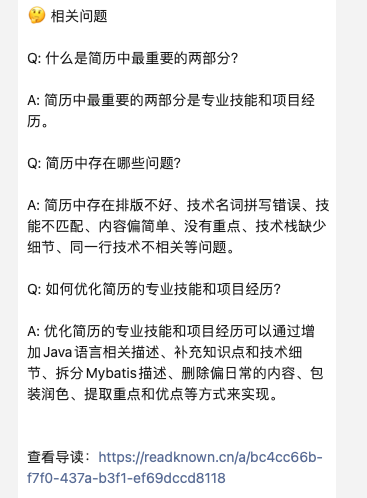 🤔 相关问题
Q: 什么是简历中最重要的两部分?
A: 简历中最重要的两部分是专业技能和项目经
历。
Q: 简历中存在哪些问题?
A: 简历中存在排版不好、技术名词拼写错误、技
能不匹配、内容偏简单、没有重点、技术栈缺少
细节、同一行技术不相关等问题。
Q: 如何优化简历的专业技能和项目经历?
A: 优化简历的专业技能和项目经历可以通过增
加Java语言相关描述、补充知识点和技术细
节、拆分Mybatis描述、删除偏日常的内容、包
装润色、提取重点和优点等方式来实现。
查看导读：https://readknown.cn/a/bc4cc66b-
f7f0-437a-b3f1-ef69dccd8118